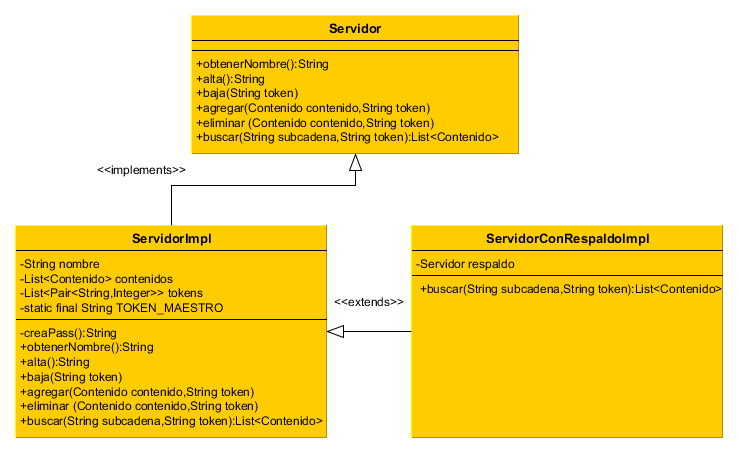 Servidor
+obtenerNombre():String
+alta():String
+baja(String token)
+agregar(Contenido contenido,String token)
+eliminar (Contenido contenido,String token)
+buscar(String subcadena,String token):List<Contenido>
<<implements>>
ServidorImpl
-String nombre
-List<Contenido> contenidos
-List<Pair<String,Integer>> tokens
-static final String TOKEN_MAESTRO
-creaPass():String
+obtenerNombre():String
+alta():String
+baja(String token)
+agregar(Contenido contenido,String token)
+eliminar (Contenido contenido,String token)
+buscar(String subcadena,String token):List<Contenido>
<<extends>>
ServidorConRespaldoImpl
-Servidor respaldo
+buscar(String subcadena,String token):List<Contenido>